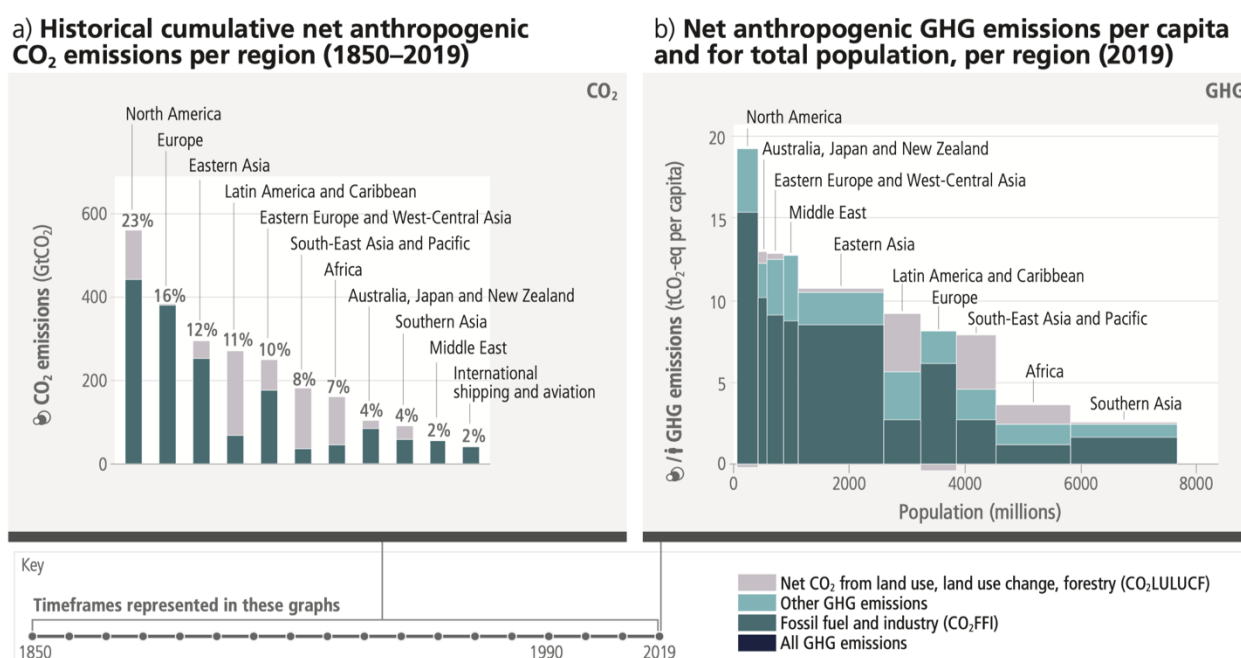 a) Historical cumulative net anthropogenic
CO₂ emissions per region (1850–2019)
CO₂
North America
Europe
Eastern Asia
Latin America and Caribbean
Eastern Europe and West-Central Asia
South-East Asia and Pacific
Africa
Australia, Japan and New Zealand
Southern Asia
Middle East
International
shipping and aviation
CO₂ emissions (GtCO₂)
600
400
200
0
23%
16%
12%
11%
10%
8%
7%
4%
4%
2%
2%
b) Net anthropogenic GHG emissions per capita
and for total population, per region (2019)
GHG
North America
Australia, Japan and New Zealand
Eastern Europe and West-Central Asia
Middle East
Eastern Asia
Latin America and Caribbean
Europe
South-East Asia and Pacific
Africa
Southern Asia
/ GHG emissions (tCO₂-eq per capita)
20
15
10
5
0
0 2000 4000 6000 8000
Population (millions)
Key
Timeframes represented in these graphs
1850 1990 2019
Net CO₂ from land use, land use change, forestry (CO₂LULUCF)
Other GHG emissions
Fossil fuel and industry (CO₂FFI)
All GHG emissions